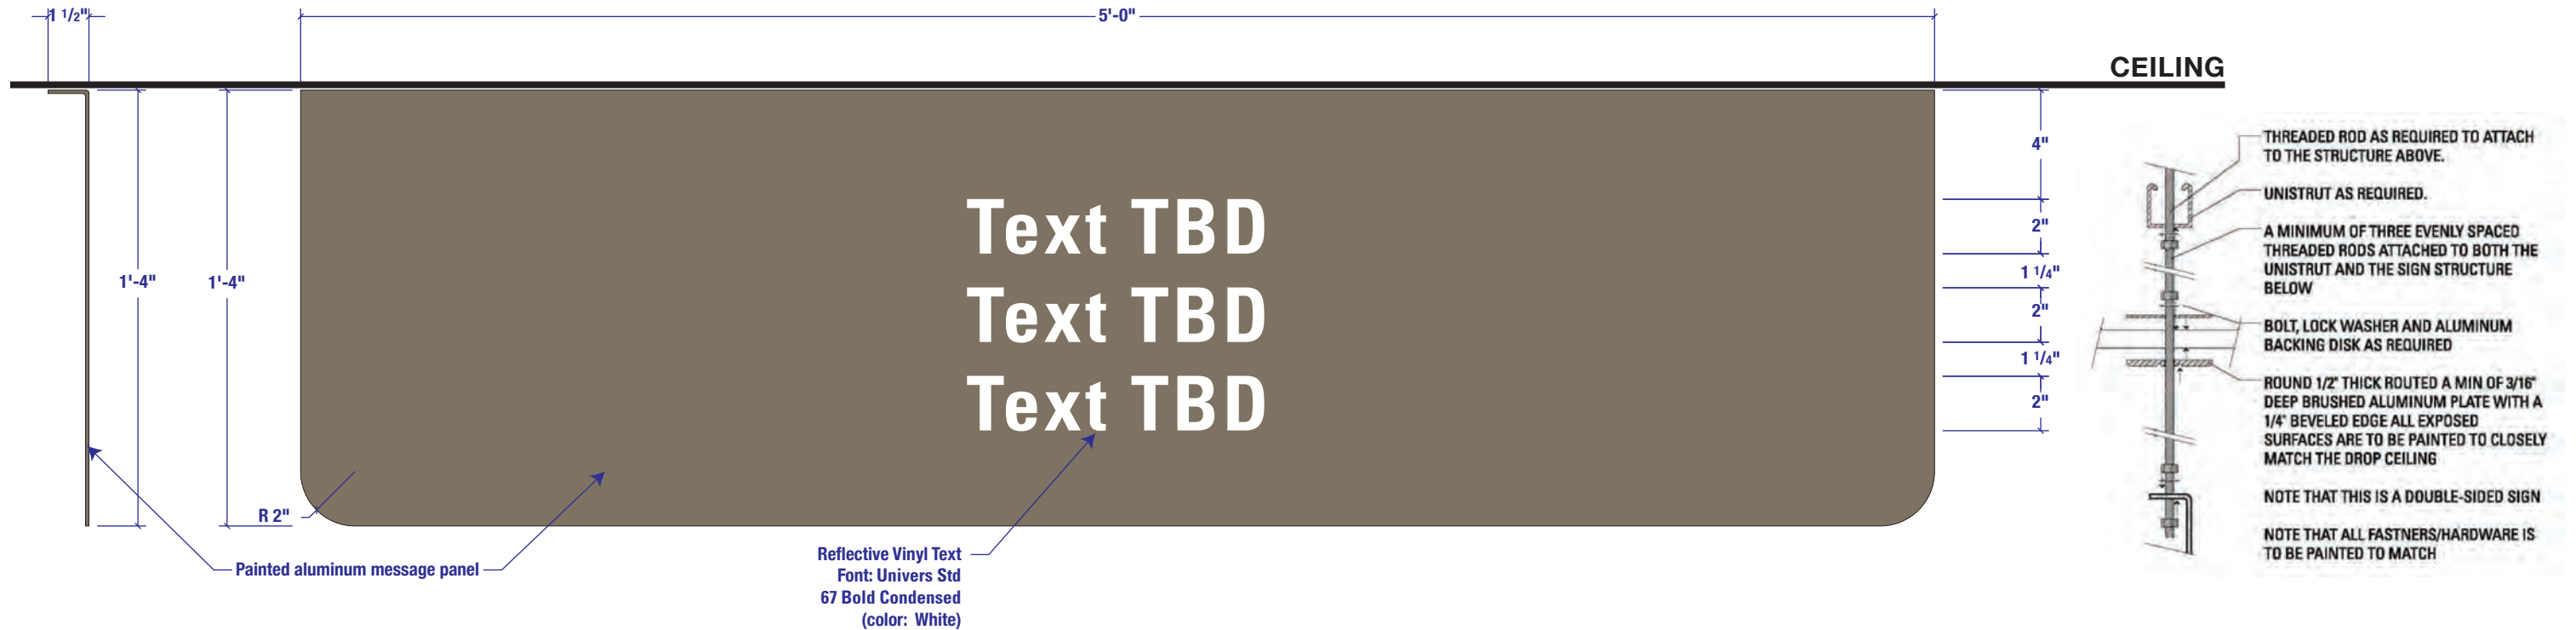 1 1/2"
5'-0"
CEILING
1'-4"
1'-4"
R 2"
Text TBD
Text TBD
Text TBD
4"
2"
1 1/4"
2"
1 1/4"
2"
Painted aluminum message panel
Reflective Vinyl Text
Font: Univers Std
67 Bold Condensed
(color: White)
THREADED ROD AS REQUIRED TO ATTACH
TO THE STRUCTURE ABOVE.
UNISTRUT AS REQUIRED.
A MINIMUM OF THREE EVENLY SPACED
THREADED RODS ATTACHED TO BOTH THE
UNISTRUT AND THE SIGN STRUCTURE
BELOW
BOLT, LOCK WASHER AND ALUMINUM
BACKING DISK AS REQUIRED
ROUND 1/2" THICK ROUTED A MIN OF 3/16"
DEEP BRUSHED ALUMINUM PLATE WITH A
1/4" BEVELED EDGE ALL EXPOSED
SURFACES ARE TO BE PAINTED TO CLOSELY
MATCH THE DROP CEILING
NOTE THAT THIS IS A DOUBLE-SIDED SIGN
NOTE THAT ALL FASTNERS/HARDWARE IS
TO BE PAINTED TO MATCH